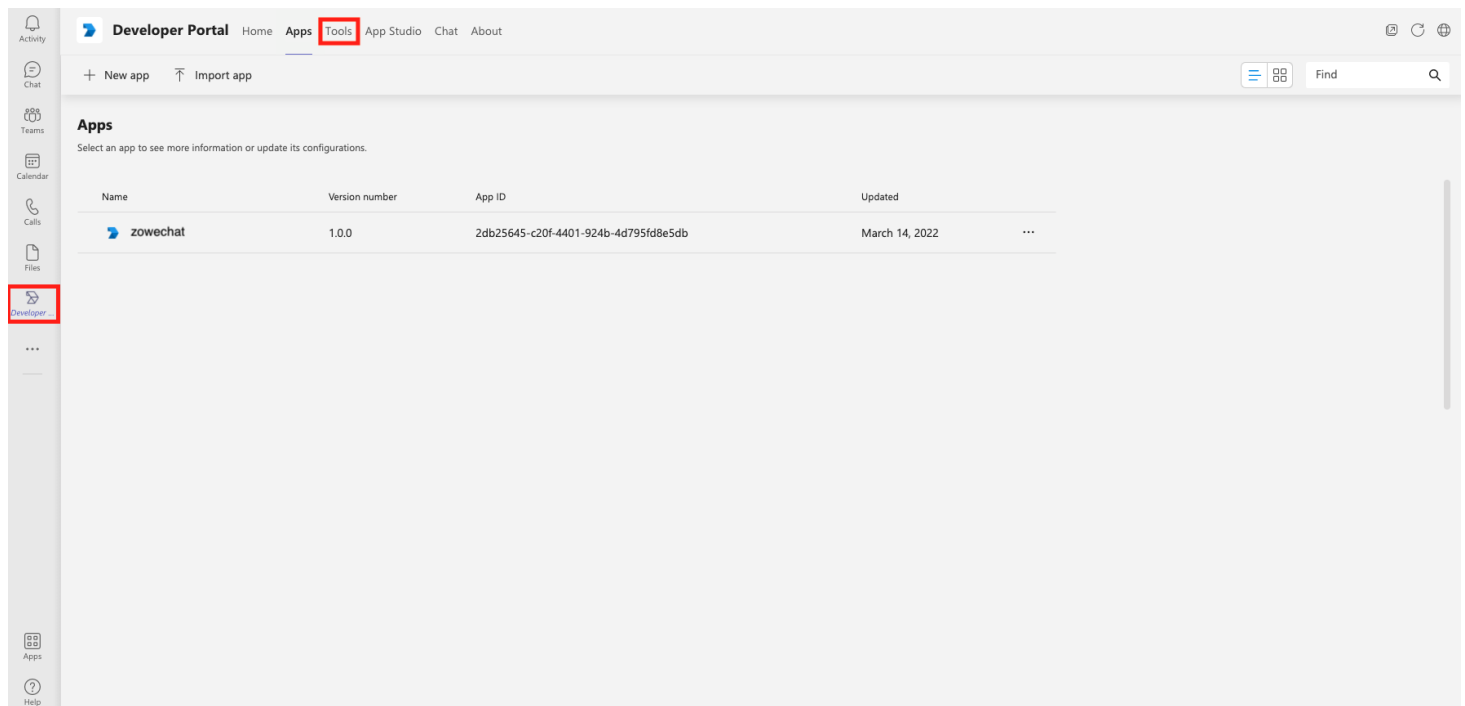 Activity
Chat
Teams
Calendar
Calls
Files
Developer ...
Apps
Help
Developer Portal Home Apps Tools App Studio Chat About
New app Import app
Find
Apps
Select an app to see more information or update its configurations.
Name Version number App ID Updated
zowechat 1.0.0 2db25645-c20f-4401-924b-4d795fd8e5db March 14, 2022 ...